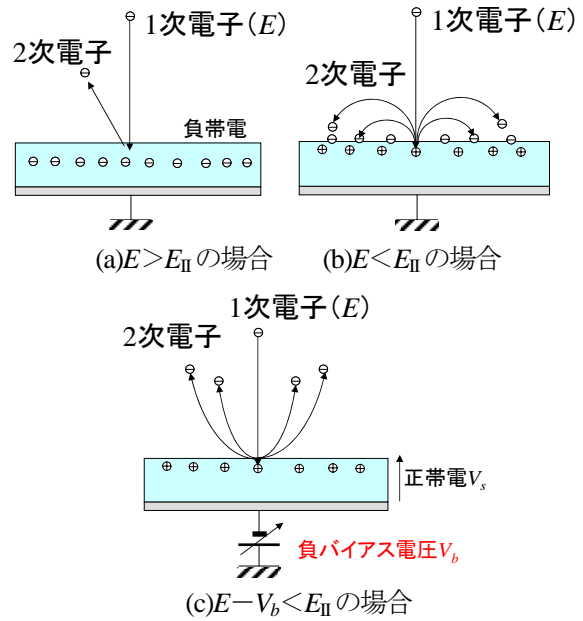 1次電子(E)
2次電子
負帯電
(a)E>EⅡの場合
1次電子(E)
2次電子
(b)E<EⅡの場合
1次電子(E)
2次電子
正帯電Vs
負バイアス電圧Vb
(c)E-Vb<EⅡの場合